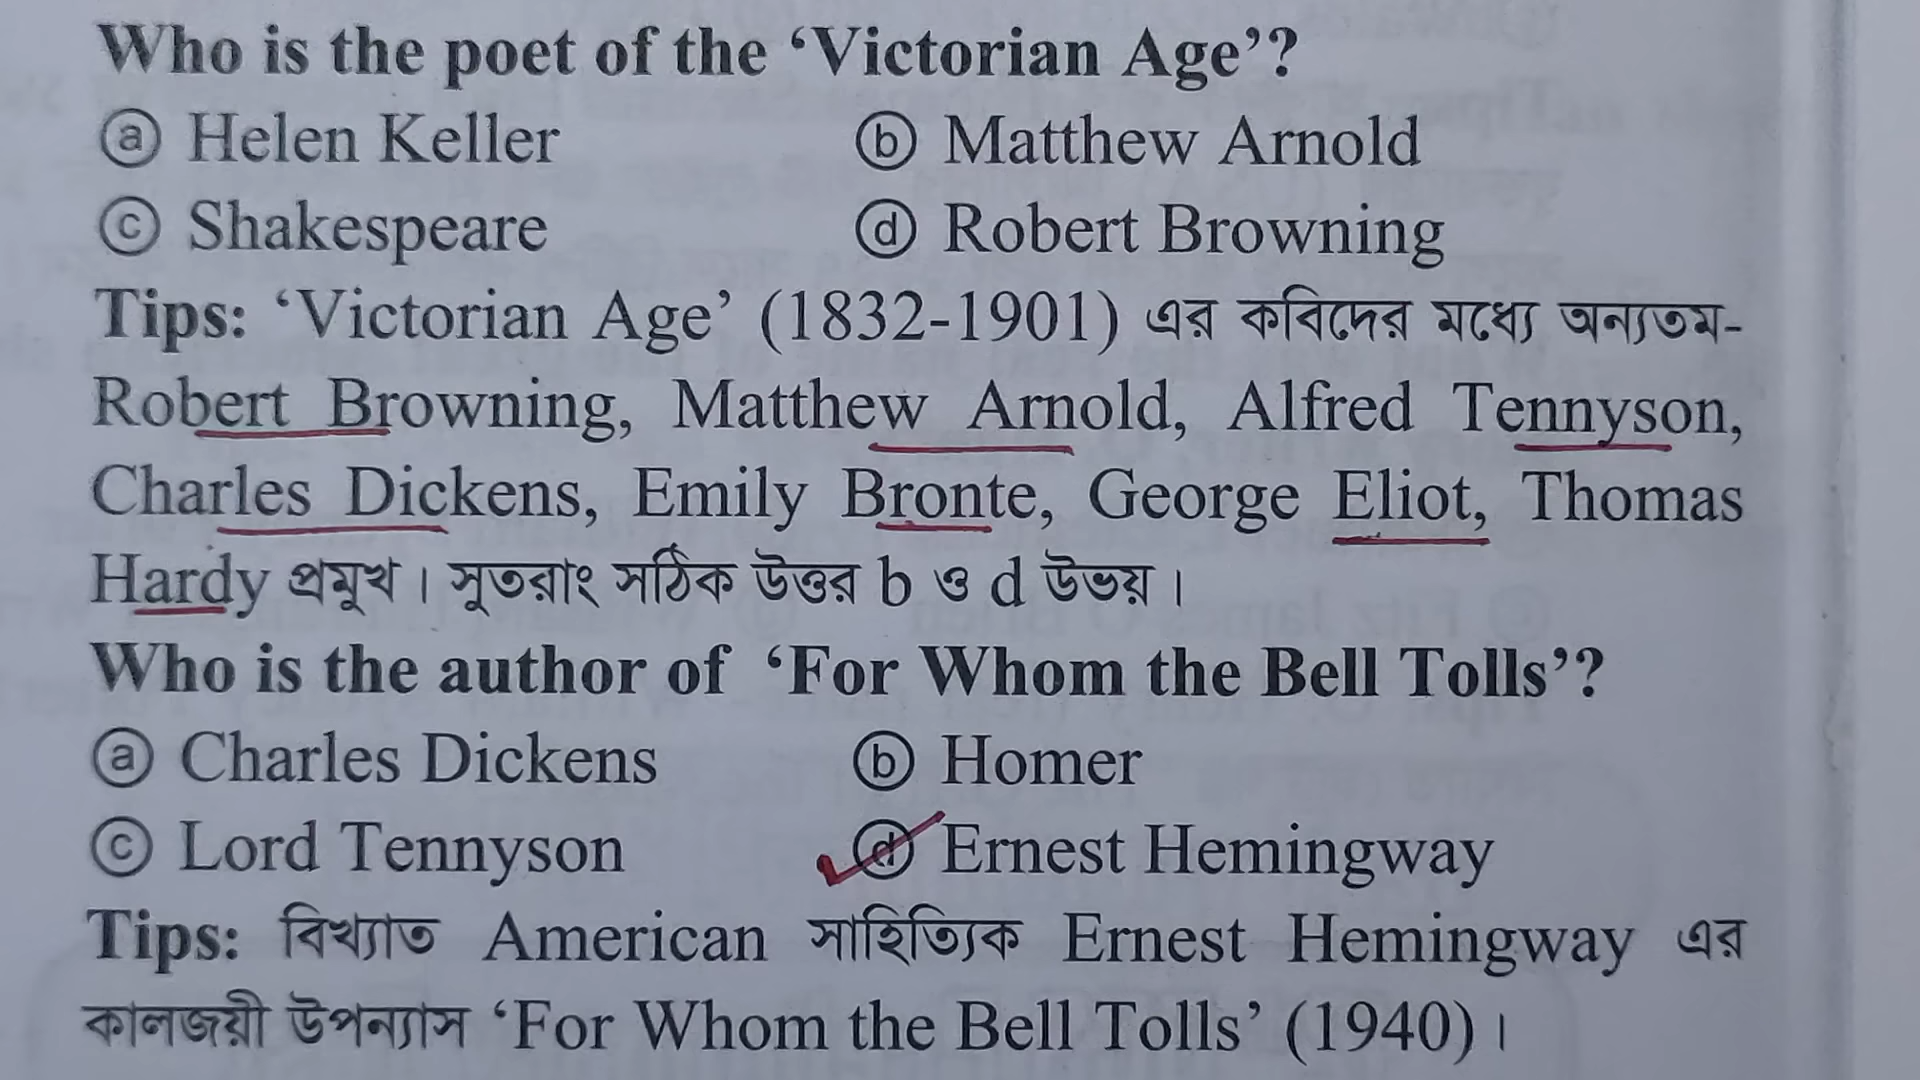 Who is the poet of the ‘Victorian Age’?
ⓐ Helen Keller ⓑ Matthew Arnold
ⓒ Shakespeare ⓓ Robert Browning
Tips: ‘Victorian Age’ (1832-1901) এর কবিদের মধ্যে অন্যতম-
Robert Browning, Matthew Arnold, Alfred Tennyson,
Charles Dickens, Emily Bronte, George Eliot, Thomas
Hardy প্রমুখ। সুতরাং সঠিক উত্তর b ও d উভয়।
Who is the author of ‘For Whom the Bell Tolls’?
ⓐ Charles Dickens ⓑ Homer
ⓒ Lord Tennyson ⓓ Ernest Hemingway
Tips: বিখ্যাত American সাহিত্যিক Ernest Hemingway এর
কালজয়ী উপন্যাস ‘For Whom the Bell Tolls’ (1940)।